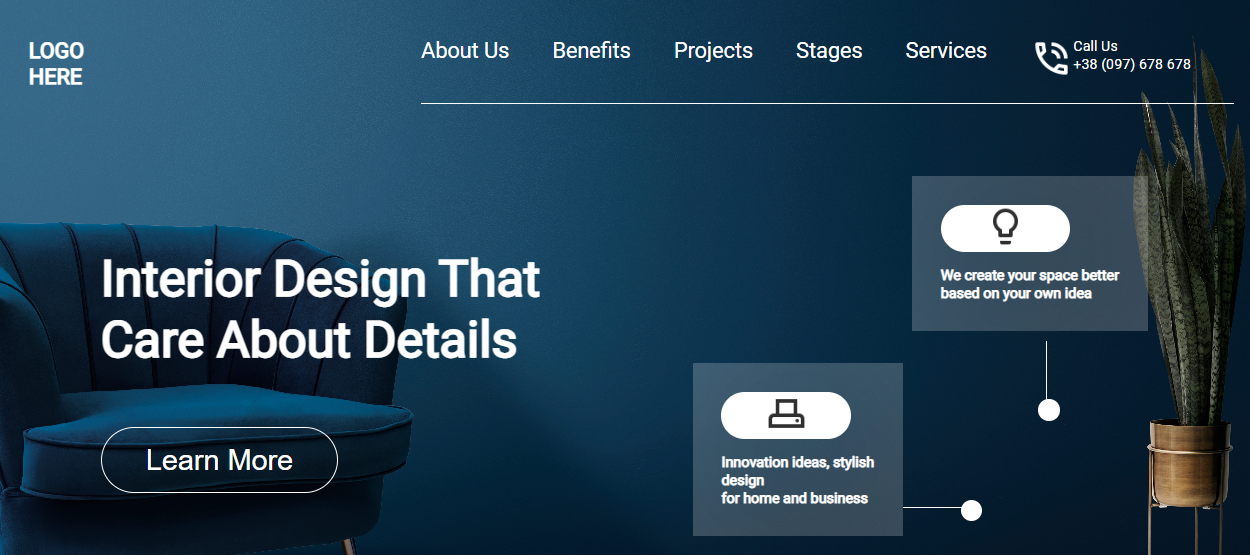 LOGO
HERE
About Us
Benefits
Projects
Stages
Services
Call Us
+38 (097) 678 678
Interior Design That
Care About Details
Learn More
We create your space better
based on your own idea
Innovation ideas, stylish
design
for home and business